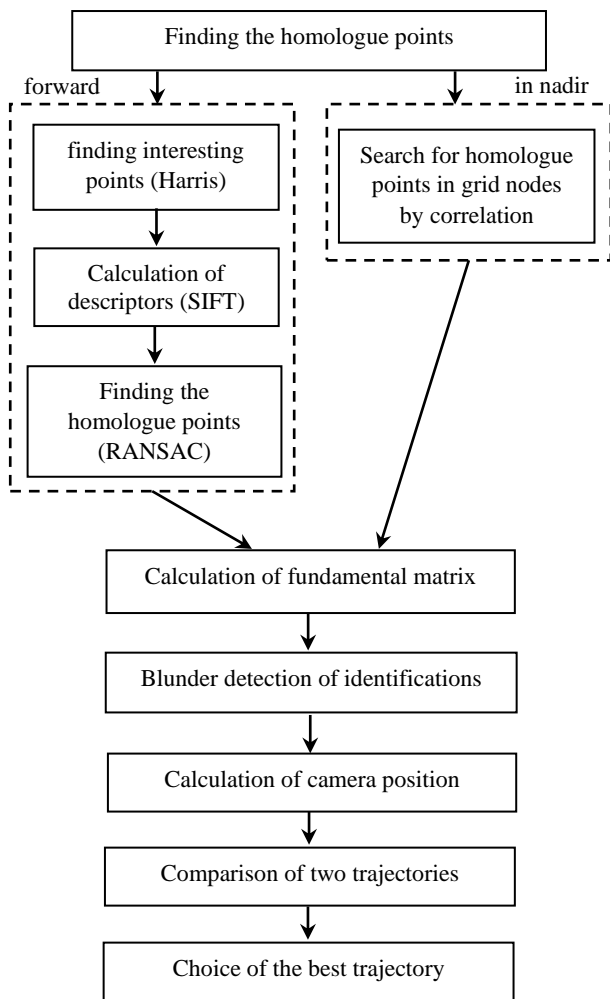 Finding the homologue points
forward
in nadir
finding interesting
points (Harris)
Calculation of
descriptors (SIFT)
Finding the
homologue points
(RANSAC)
Search for homologue
points in grid nodes
by correlation
Calculation of fundamental matrix
Blunder detection of identifications
Calculation of camera position
Comparison of two trajectories
Choice of the best trajectory